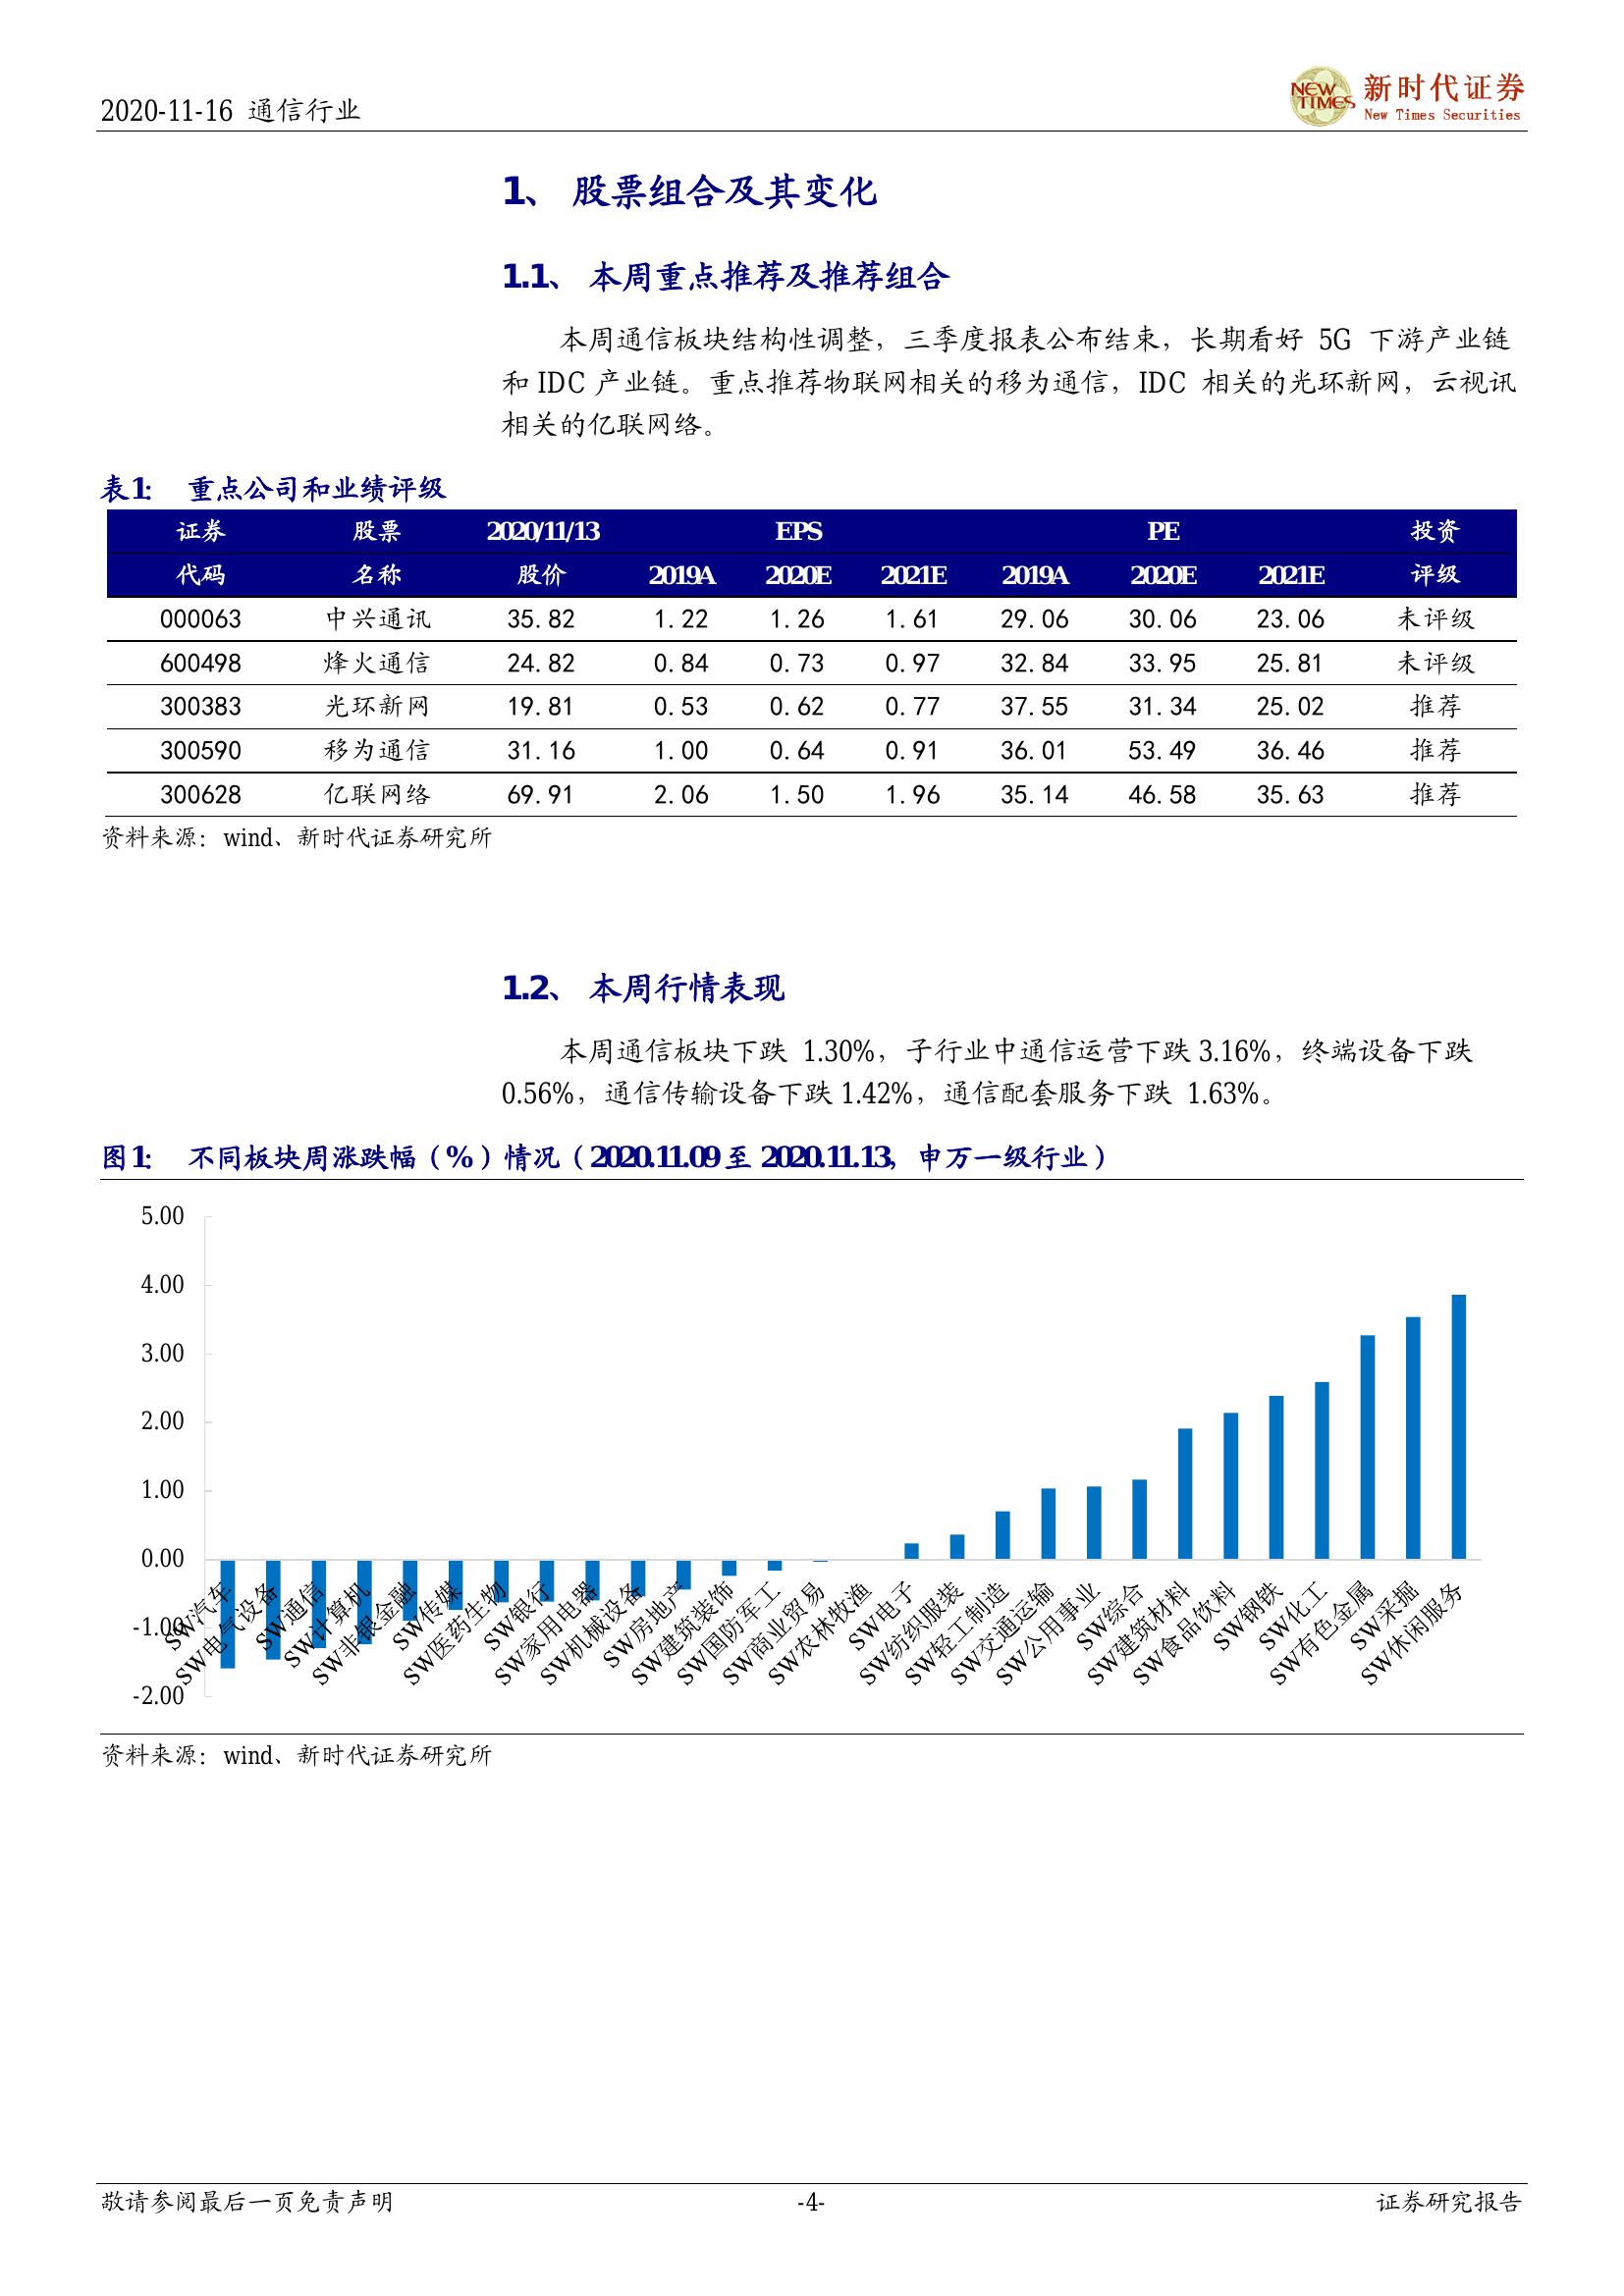 2020-11-16 通信行业
NEW TIMES 新时代证券
New Times Securities
1、 股票组合及其变化
1.1、 本周重点推荐及推荐组合
本周通信板块结构性调整，三季度报表公布结束，长期看好 5G 下游产业链
和 IDC 产业链。重点推荐物联网相关的移为通信，IDC 相关的光环新网，云视讯
相关的亿联网络。
表1： 重点公司和业绩评级
证券 股票 2020/11/13 EPS PE 投资
代码 名称 股价 2019A 2020E 2021E 2019A 2020E 2021E 评级
000063 中兴通讯 35.82 1.22 1.26 1.61 29.06 30.06 23.06 未评级
600498 烽火通信 24.82 0.84 0.73 0.97 32.84 33.95 25.81 未评级
300383 光环新网 19.81 0.53 0.62 0.77 37.55 31.34 25.02 推荐
300590 移为通信 31.16 1.00 0.64 0.91 36.01 53.49 36.46 推荐
300628 亿联网络 69.91 2.06 1.50 1.96 35.14 46.58 35.63 推荐
资料来源：wind、新时代证券研究所
1.2、 本周行情表现
本周通信板块下跌 1.30%，子行业中通信运营下跌 3.16%，终端设备下跌
0.56%，通信传输设备下跌 1.42%，通信配套服务下跌 1.63%。
图1： 不同板块周涨跌幅（%）情况（2020.11.09 至 2020.11.13，申万一级行业）
5.00
4.00
3.00
2.00
1.00
0.00
-1.00
-2.00
SW汽车
SW电气设备
SW通信
SW计算机
SW非银金融
SW传媒
SW医药生物
SW银行
SW家用电器
SW机械设备
SW房地产
SW建筑装饰
SW国防军工
SW商业贸易
SW农林牧渔
SW电子
SW纺织服装
SW轻工制造
SW交通运输
SW公用事业
SW综合
SW建筑材料
SW食品饮料
SW钢铁
SW化工
SW有色金属
SW采掘
SW休闲服务
资料来源：wind、新时代证券研究所
敬请参阅最后一页免责声明 -4- 证券研究报告